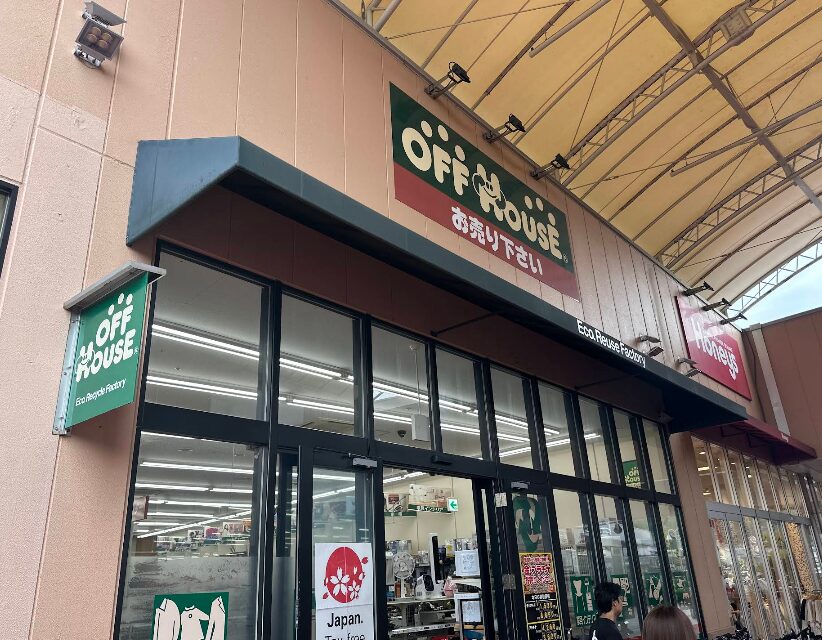 OFF HOUSE
お売り下さい
Eco Reuse Factory
OFF
HOUSE
Eco Recycle Factory
Honeys
Japan.
Tax-free